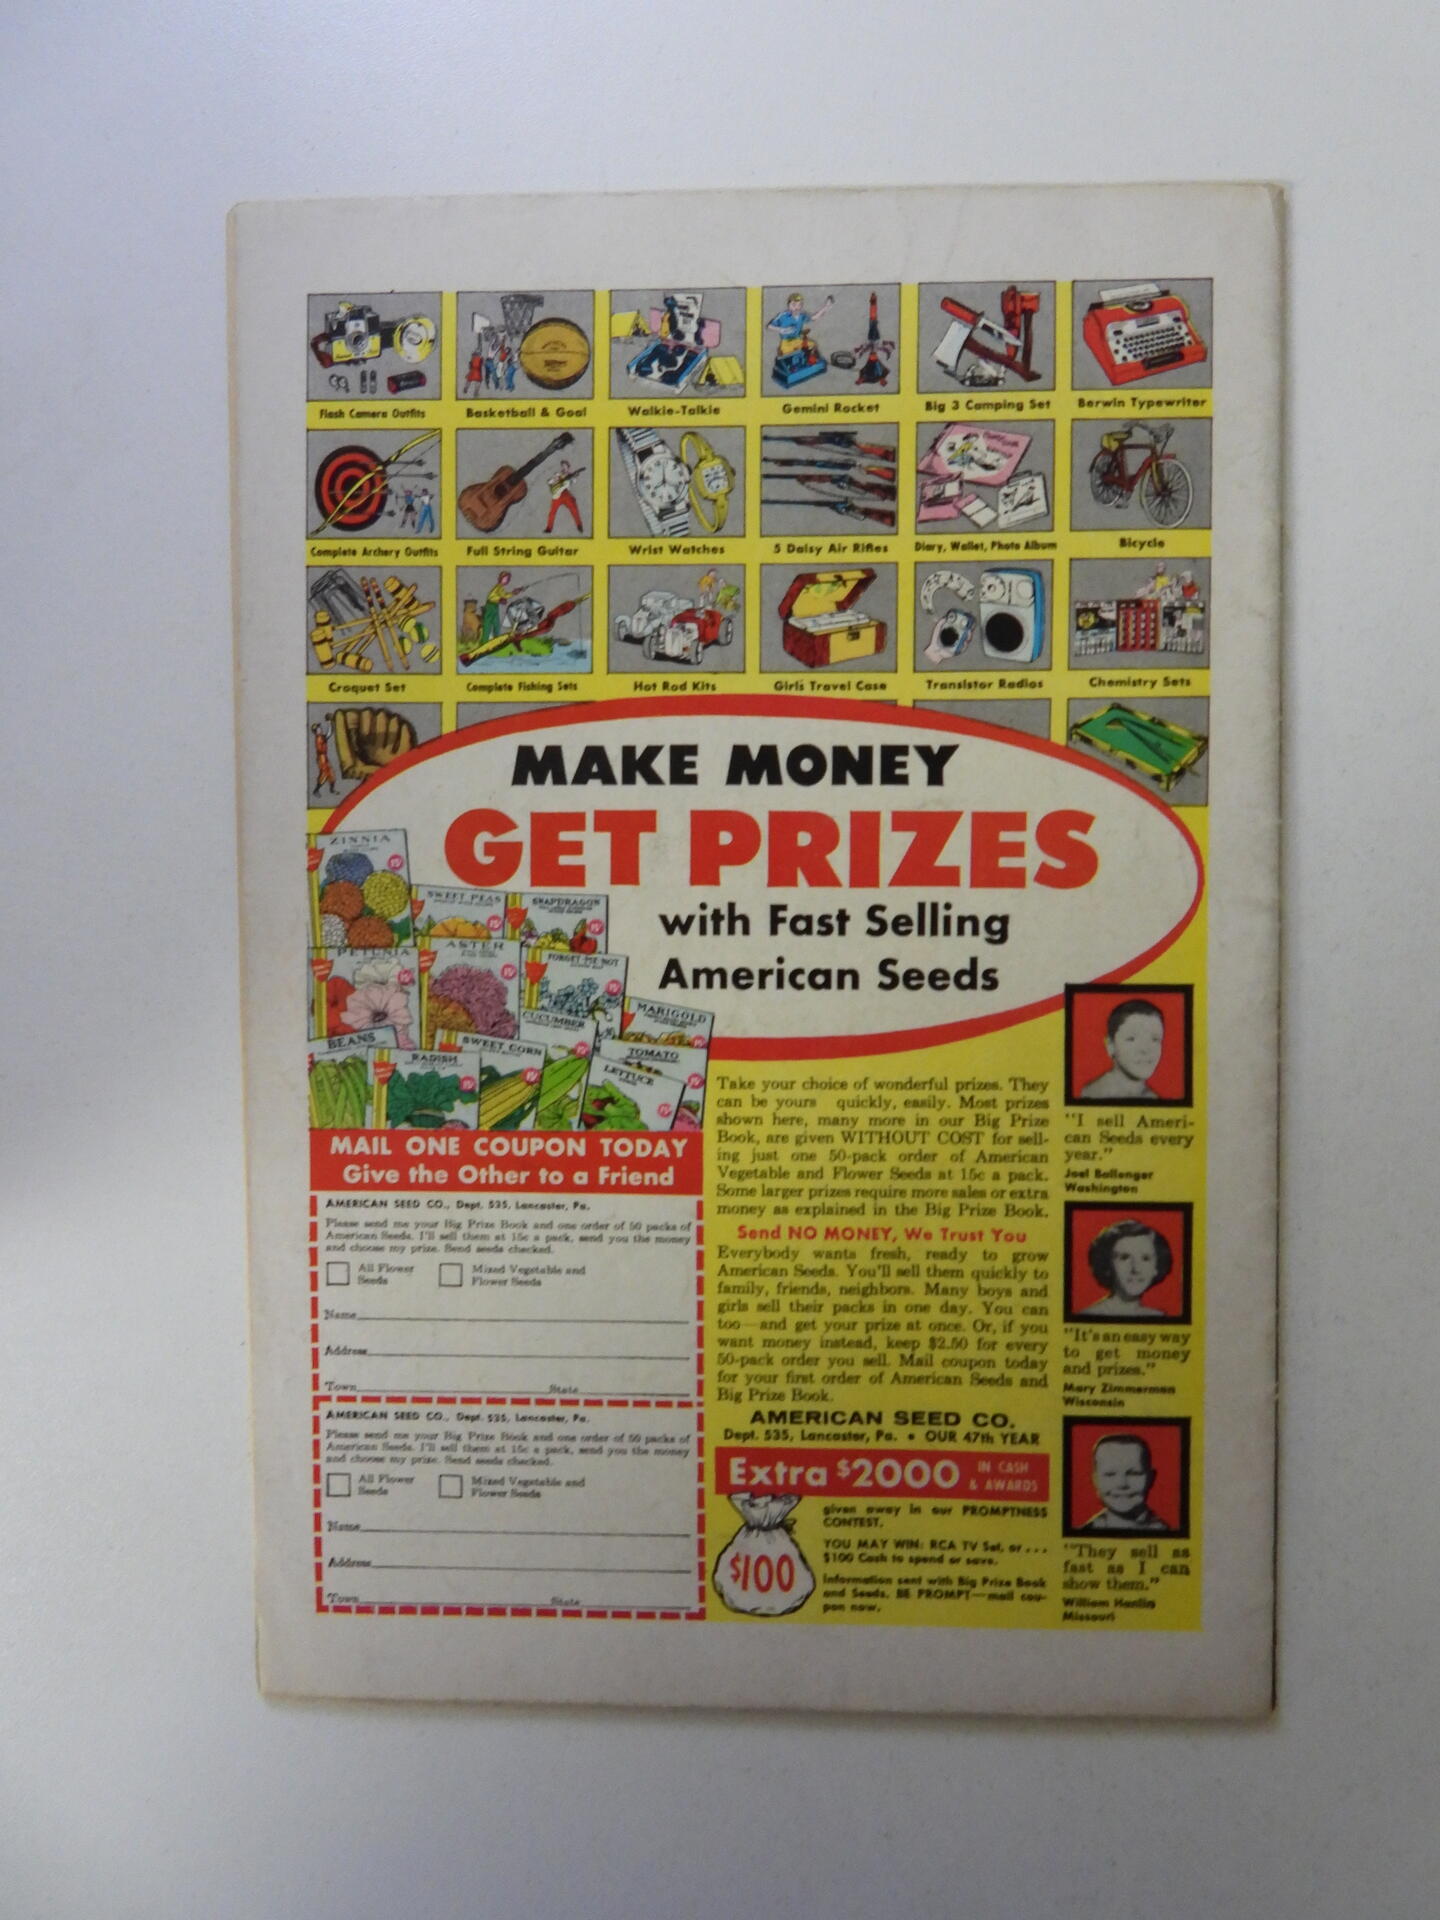 Flash Camera Outfits
Basketball & Goal
Walkie-Talkie
Gemini Rocket
Big 3 Camping Set
Berwin Typewriter
Complete Archery Outfits
Full String Guitar
Wrist Watches
5 Daisy Air Rifles
Diary, Wallet, Photo Album
Bicycle
Croquet Set
Complete Fishing Sets
Hot Rod Kits
Girls Travel Case
Transistor Radios
Chemistry Sets
MAKE MONEY
GET PRIZES
with Fast Selling
American Seeds
ZINNIA
15¢
SWEET PEAS
15¢
SNAPDRAGON
15¢
PETUNIA
15¢
ASTER
15¢
FORGET-ME-NOT
15¢
MARIGOLD
BEANS
RADISH
15¢
SWEET CORN
CUCUMBER
TOMATO
LETTUCE
15¢
MAIL ONE COUPON TODAY
Give the Other to a Friend
AMERICAN SEED CO., Dept. 535, Lancaster, Pa.
Please send me your Big Prize Book and one order of 50 packs of
American Seeds. I'll sell them at 15c a pack, send you the money
and choose my prize. Send seeds checked.
All Flower
Seeds
Mixed Vegetable and
Flower Seeds
Name
Address
Town State
AMERICAN SEED CO., Dept. 535, Lancaster, Pa.
Please send me your Big Prize Book and one order of 50 packs of
American Seeds. I'll sell them at 15c a pack, send you the money
and choose my prize. Send seeds checked.
All Flower
Seeds
Mixed Vegetable and
Flower Seeds
Name
Address
Town State
Take your choice of wonderful prizes. They
can be yours quickly, easily. Most prizes
shown here, many more in our Big Prize
Book, are given WITHOUT COST for sell-
ing just one 50-pack order of American
Vegetable and Flower Seeds at 15c a pack.
Some larger prizes require more sales or extra
money as explained in the Big Prize Book.
Send NO MONEY, We Trust You
Everybody wants fresh, ready to grow
American Seeds. You'll sell them quickly to
family, friends, neighbors. Many boys and
girls sell their packs in one day. You can
too—and get your prize at once. Or, if you
want money instead, keep $2.50 for every
50-pack order you sell. Mail coupon today
for your first order of American Seeds and
Big Prize Book.
AMERICAN SEED CO.
Dept. 535, Lancaster, Pa. • OUR 47th YEAR
Extra $2000 IN CASH
& AWARDS
$100
given away in our PROMPTNESS
CONTEST.
YOU MAY WIN: RCA TV Set, or . . .
$100 Cash to spend or save.
Information sent with Big Prize Book
and Seeds. BE PROMPT—mail cou-
pon now.
"I sell Ameri-
can Seeds every
year."
Joel Ballenger
Washington
"It's an easy way
to get money
and prizes."
Mary Zimmerman
Wisconsin
"They sell as
fast as I can
show them."
William Hanlin
Missouri